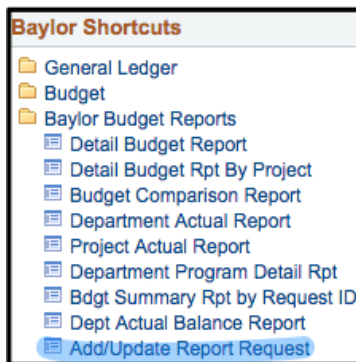 Baylor Shortcuts
General Ledger
Budget
Baylor Budget Reports
Detail Budget Report
Detail Budget Rpt By Project
Budget Comparison Report
Department Actual Report
Project Actual Report
Department Program Detail Rpt
Bdgt Summary Rpt by Request ID
Dept Actual Balance Report
Add/Update Report Request